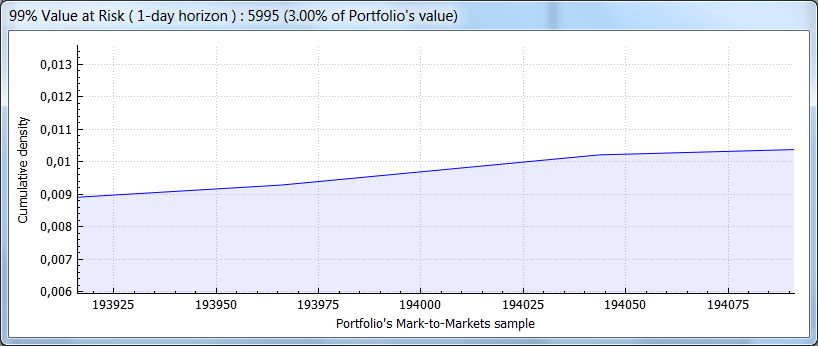 99% Value at Risk ( 1-day horizon ) : 5995 (3.00% of Portfolio's value)
0,013
0,012
0,011
0,01
0,009
0,008
0,007
0,006
Cumulative density
193925 193950 193975 194000 194025 194050 194075
Portfolio's Mark-to-Markets sample